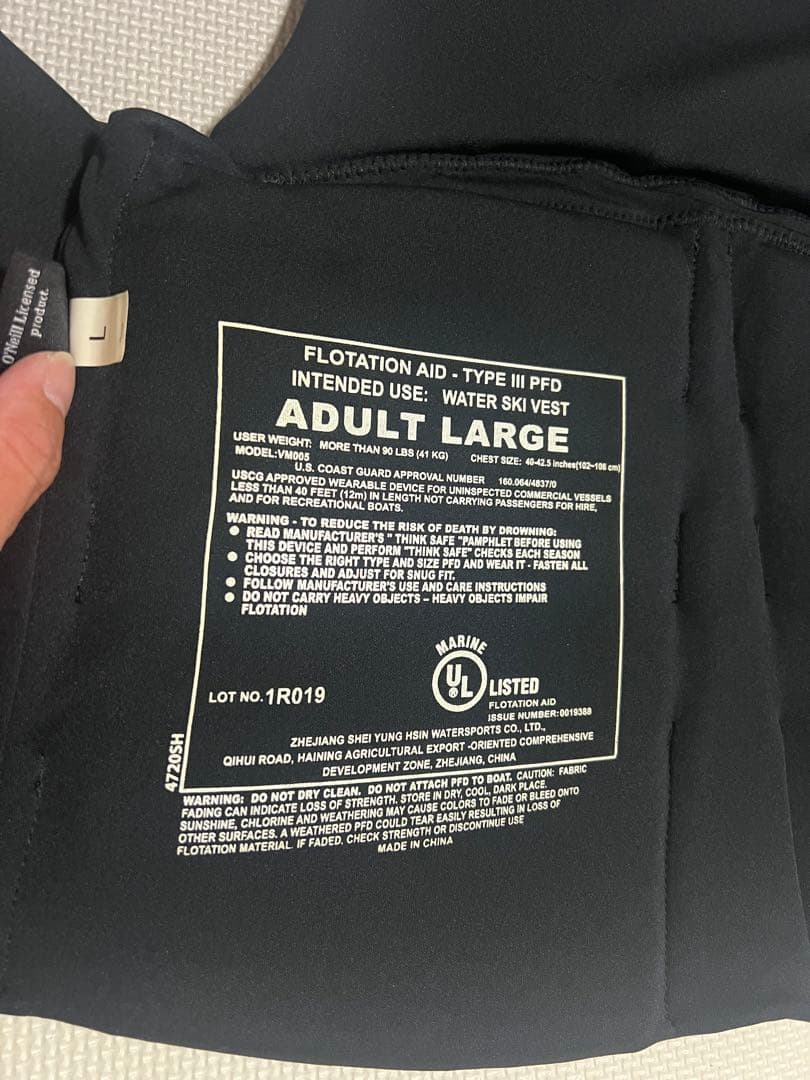 O'Neill Licensed
product.
L
FLOTATION AID - TYPE III PFD
INTENDED USE: WATER SKI VEST
ADULT LARGE
USER WEIGHT: MORE THAN 90 LBS (41 KG) CHEST SIZE: 40-42.5 inches(102~108 cm)
MODEL:VM005
U.S. COAST GUARD APPROVAL NUMBER 160.064/4837/0
USCG APPROVED WEARABLE DEVICE FOR UNINSPECTED COMMERCIAL VESSELS
LESS THAN 40 FEET (12m) IN LENGTH NOT CARRYING PASSENGERS FOR HIRE,
AND FOR RECREATIONAL BOATS.
WARNING - TO REDUCE THE RISK OF DEATH BY DROWNING:
● READ MANUFACTURER'S " THINK SAFE "PAMPHLET BEFORE USING
THIS DEVICE AND PERFORM "THINK SAFE" CHECKS EACH SEASON
● CHOOSE THE RIGHT TYPE AND SIZE PFD AND WEAR IT - FASTEN ALL
CLOSURES AND ADJUST FOR SNUG FIT.
● FOLLOW MANUFACTURER'S USE AND CARE INSTRUCTIONS
● DO NOT CARRY HEAVY OBJECTS – HEAVY OBJECTS IMPAIR
FLOTATION
MARINE
UL ®
LISTED
LOT NO. 1R019
FLOTATION AID
ISSUE NUMBER:0019388
ZHEJIANG SHEI YUNG HSIN WATERSPORTS CO., LTD.,
QIHUI ROAD, HAINING AGRICULTURAL EXPORT -ORIENTED COMPREHENSIVE
DEVELOPMENT ZONE, ZHEJIANG, CHINA
4720SH
WARNING: DO NOT DRY CLEAN. DO NOT ATTACH PFD TO BOAT. CAUTION: FABRIC
FADING CAN INDICATE LOSS OF STRENGTH. STORE IN DRY, COOL, DARK PLACE.
SUNSHINE, CHLORINE AND WEATHERING MAY CAUSE COLORS TO FADE OR BLEED ONTO
OTHER SURFACES. A WEATHERED PFD COULD TEAR EASILY RESULTING IN LOSS OF
FLOTATION MATERIAL. IF FADED. CHECK STRENGTH OR DISCONTINUE USE
MADE IN CHINA